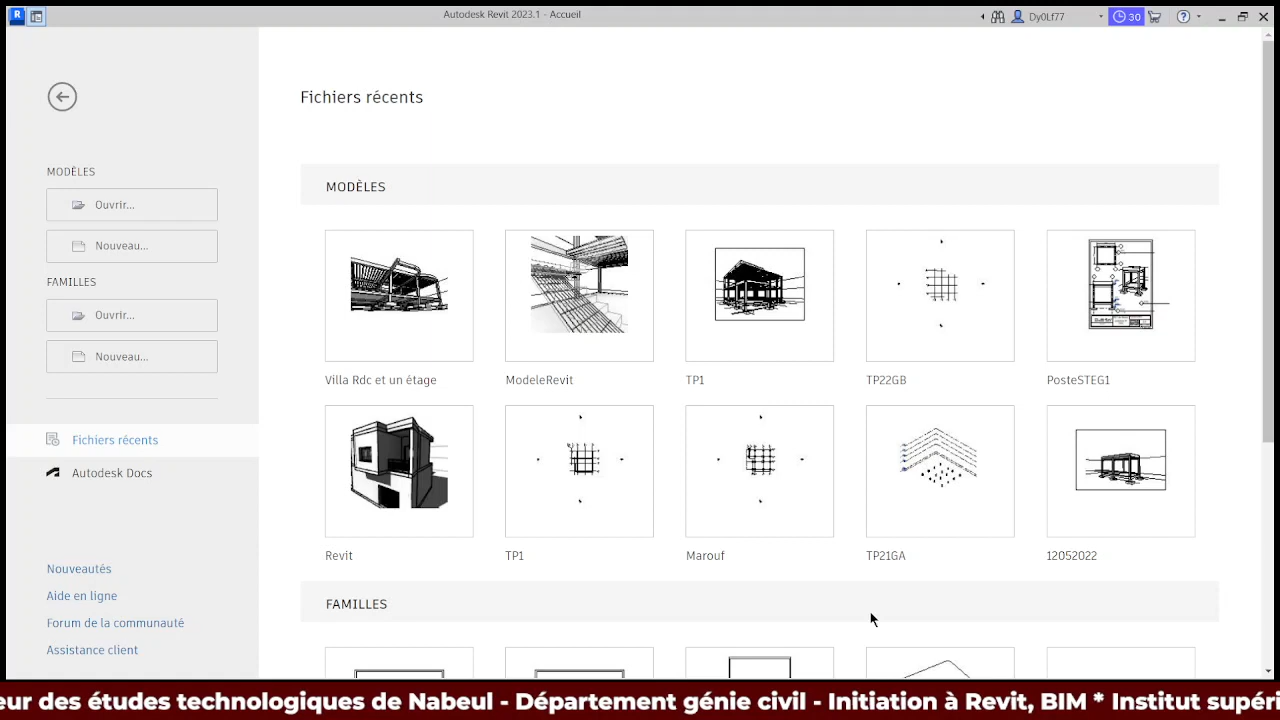 Autodesk Revit 2023.1 - Accueil
Dy0Lf77
30
Fichiers récents
MODÈLES
Ouvrir...
Nouveau...
FAMILLES
Ouvrir...
Nouveau...
Fichiers récents
Autodesk Docs
Nouveautés
Aide en ligne
Forum de la communauté
Assistance client
MODÈLES
Villa Rdc et un étage
ModeleRevit
TP1
TP22GB
PosteSTEG1
Revit
TP1
Marouf
TP21GA
12052022
FAMILLES
eur des études technologiques de Nabeul - Département génie civil - Initiation à Revit, BIM * Institut supéri